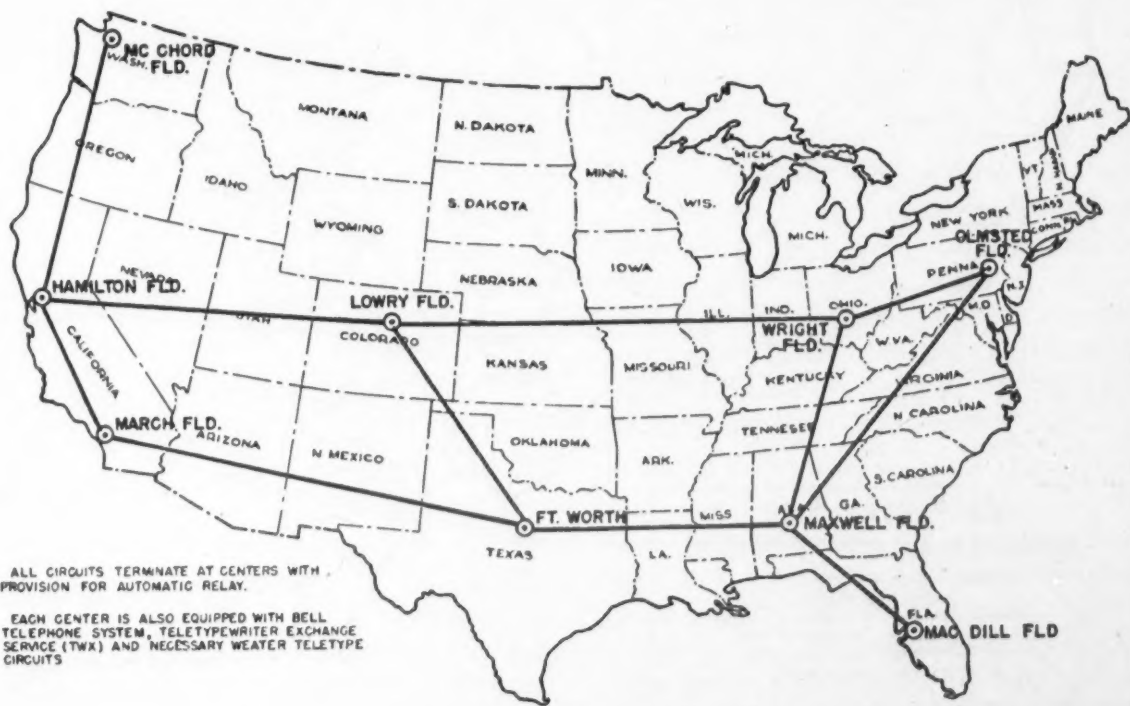 MC CHORD
WASH. FLD.
MONTANA
N. DAKOTA
MINN.
MICH.
MAINE
VT.
OREGON
IDAHO
S. DAKOTA
WIS.
MICH.
NEW YORK
MASS
CONN.
WYOMING
OLMSTED
FLD.
PENNA
N.J.
NEVADA
HAMILTON FLD.
NEBRASKA
IOWA
LOWRY FLD.
UTAH
COLORADO
ILL.
IND.
OHIO.
WRIGHT
FLD.
M.D
D.
W.VA.
CALIFORNIA
KANSAS
MISSOURI
KENTUCKY
VIRGINIA
N. CAROLINA
MARCH FLD.
ARIZONA
N MEXICO
OKLAHOMA
ARK.
TENNESEE
S. CAROLINA
FT. WORTH
TEXAS
MISS
GA.
MAXWELL FLD.
LA.
FLA.
MAC DILL FLD
ALL CIRCUITS TERMINATE AT CENTERS WITH
PROVISION FOR AUTOMATIC RELAY.
EACH CENTER IS ALSO EQUIPPED WITH BELL
TELEPHONE SYSTEM, TELETYPEWRITER EXCHANGE
SERVICE (TWX) AND NECESSARY WEATER TELETYPE
CIRCUITS